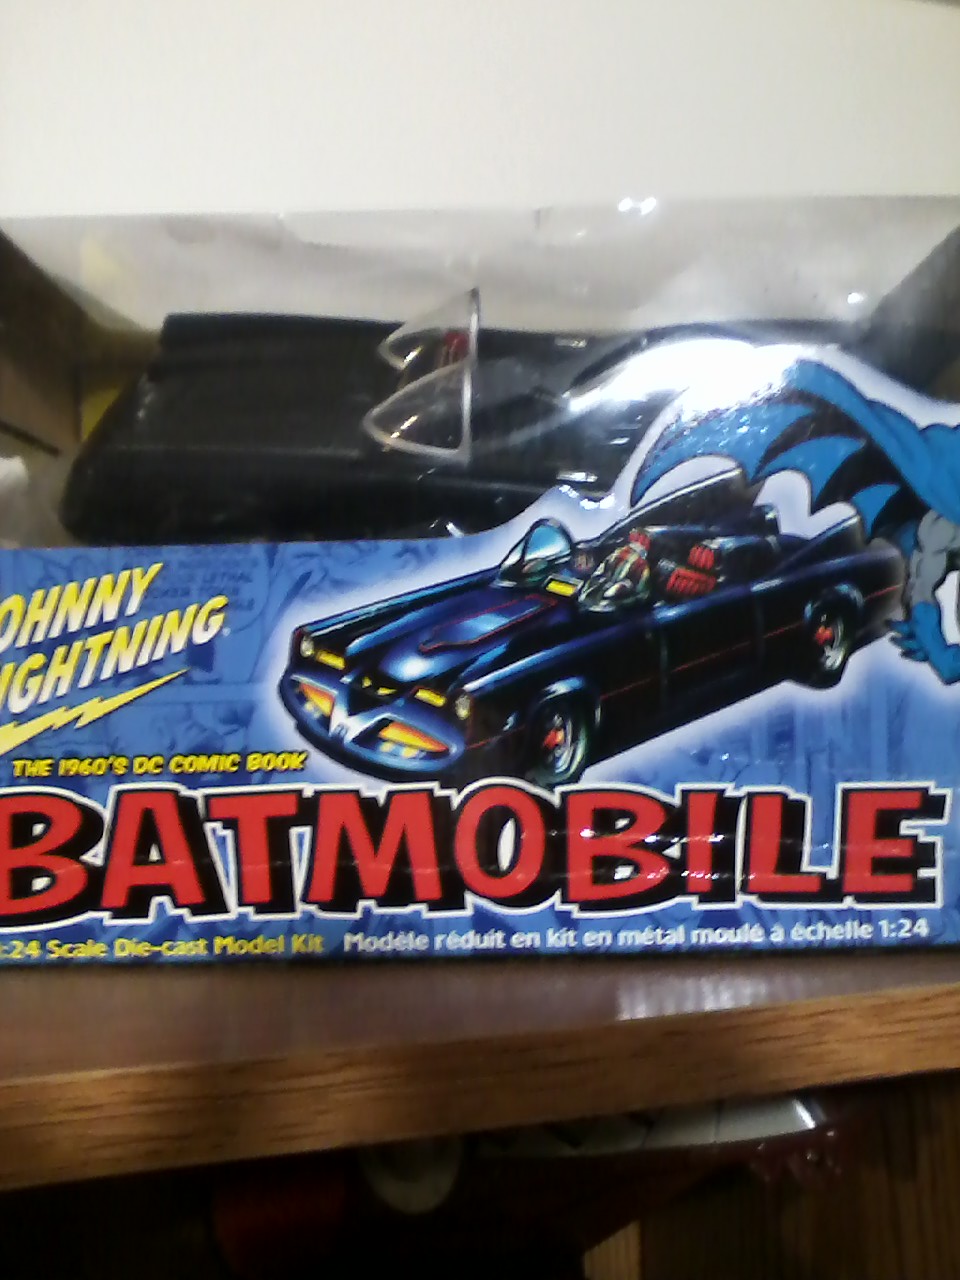 OHNNY
IGHTNING
THE 1960'S DC COMIC BOOK
BATMOBILE
:24 Scale Die-cast Model Kit Modèle réduit en kit en métal moulé à échelle 1:24